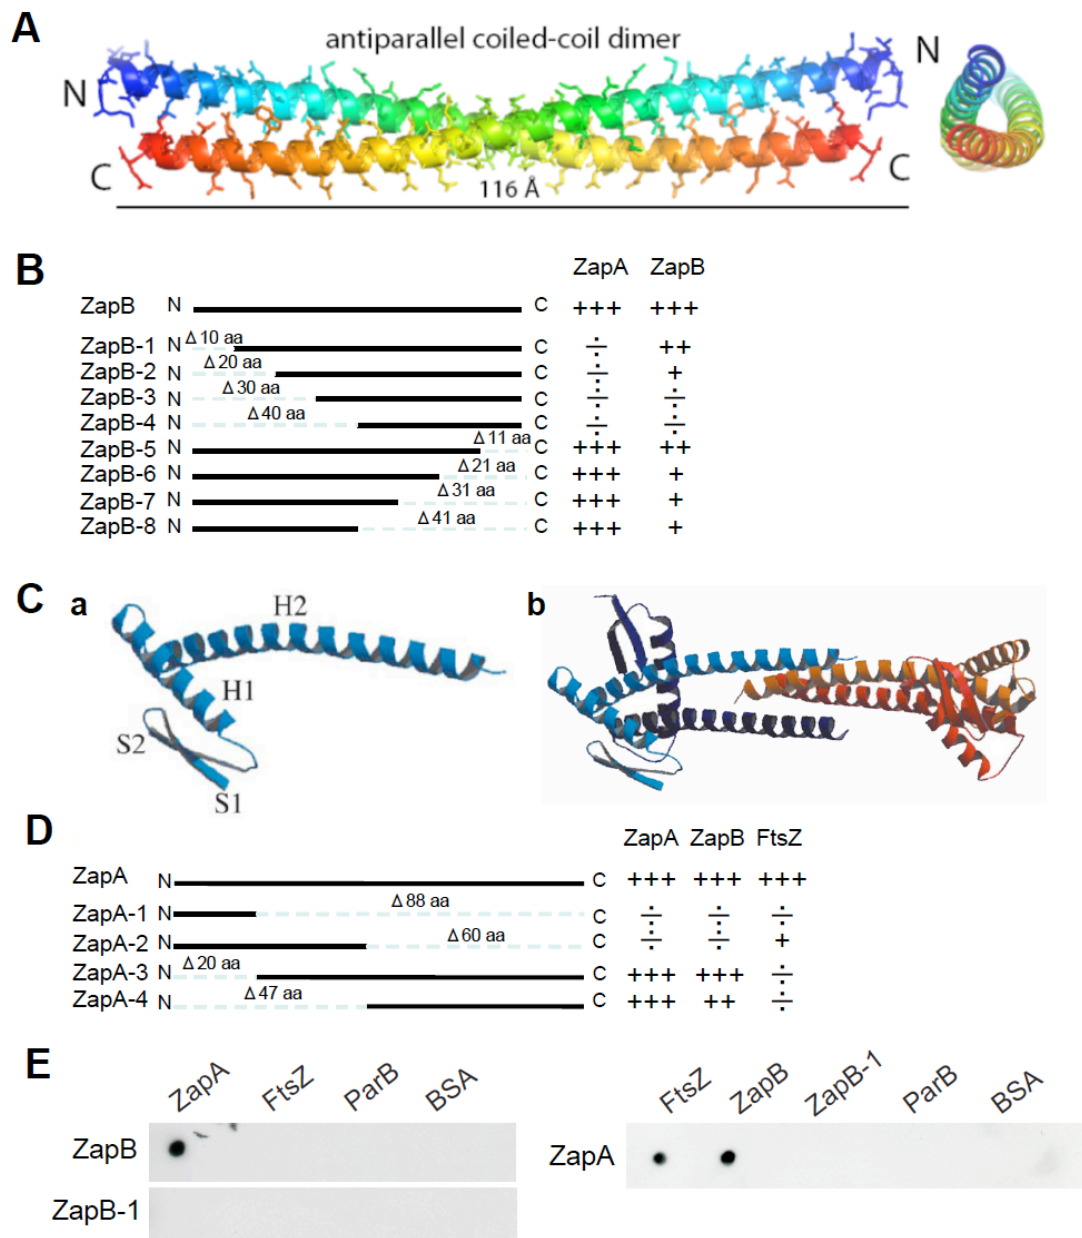 A
antiparallel coiled-coil dimer
N
N
C
C
116 Å
B
ZapA ZapB
ZapB N C +++ +++
Δ10 aa
ZapB-1 N C ÷ ++
Δ20 aa
ZapB-2 N C ÷ +
Δ30 aa
ZapB-3 N C ÷ ÷
Δ40 aa
ZapB-4 N C ÷ ÷
Δ11 aa
ZapB-5 N C +++ ++
Δ21 aa
ZapB-6 N C +++ +
Δ31 aa
ZapB-7 N C +++ +
Δ41 aa
ZapB-8 N C +++ +
C a b
H2
H1
S2
S1
D
ZapA ZapB FtsZ
ZapA N C +++ +++ +++
Δ88 aa
ZapA-1 N C ÷ ÷ ÷
Δ60 aa
ZapA-2 N C ÷ ÷ +
Δ20 aa
ZapA-3 N C +++ +++ ÷
Δ47 aa
ZapA-4 N C +++ ++ ÷
E
ZapA FtsZ ParB BSA
ZapB
ZapB-1
FtsZ ZapB ZapB-1 ParB BSA
ZapA